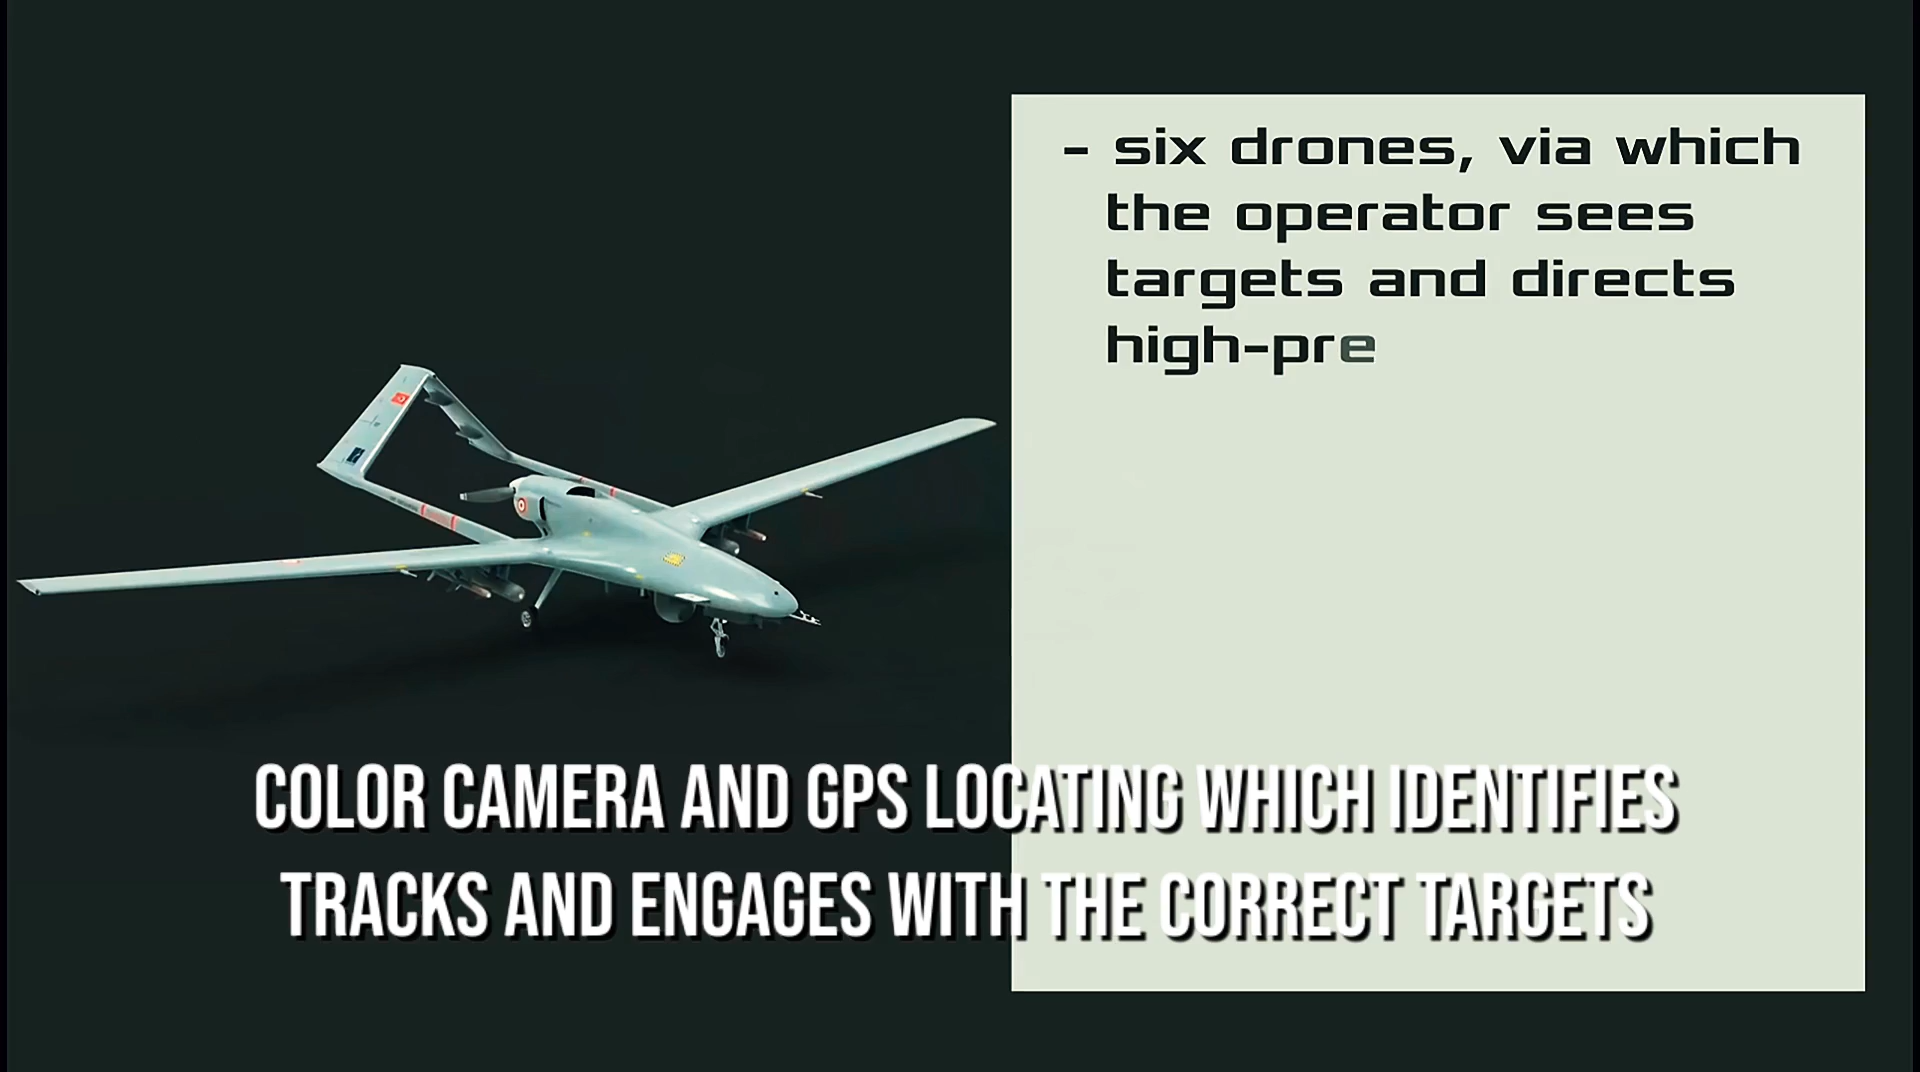 - six drones, via which
the operator sees
targets and directs
high-pre
COLOR CAMERA AND GPS LOCATING WHICH IDENTIFIES
TRACKS AND ENGAGES WITH THE CORRECT TARGETS